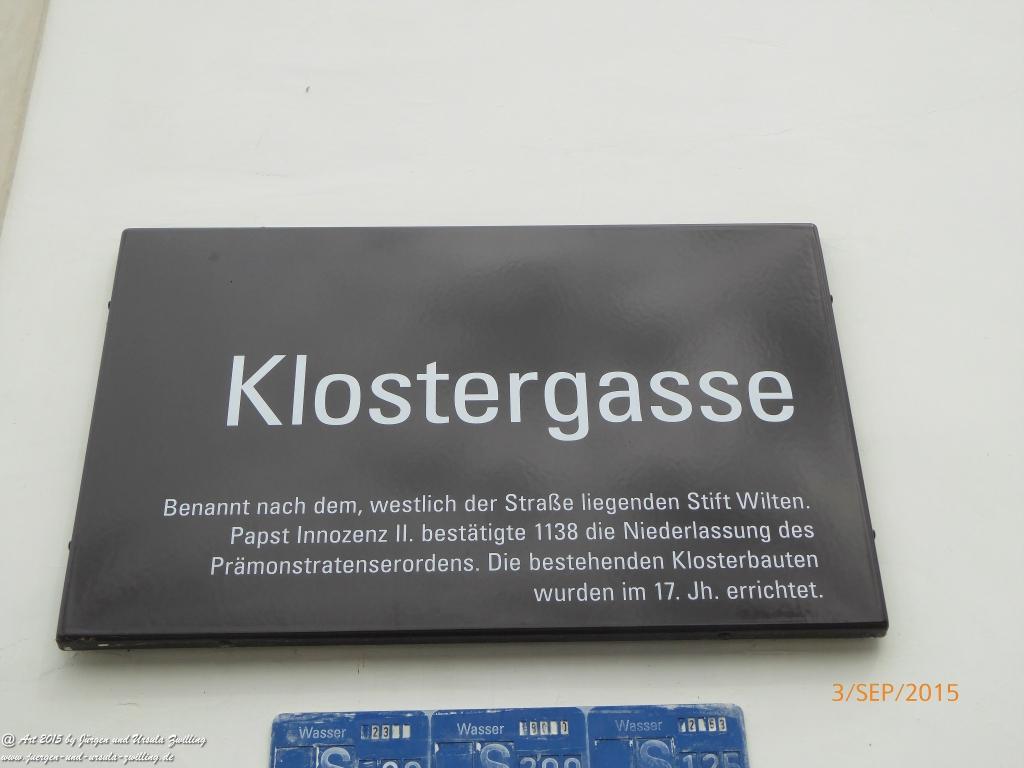 Klostergasse
Benannt nach dem, westlich der Straße liegenden Stift Wilten.
Papst Innozenz II. bestätigte 1138 die Niederlassung des
Prämonstratenserordens. Die bestehenden Klosterbauten
wurden im 17. Jh. errichtet.
3/SEP/2015
Wasser Wasser Wasser
S S 200 S 125
@ Art 2015 by Jürgen und Ursula Zwilling
www.juergen-und-ursula-zwilling.de